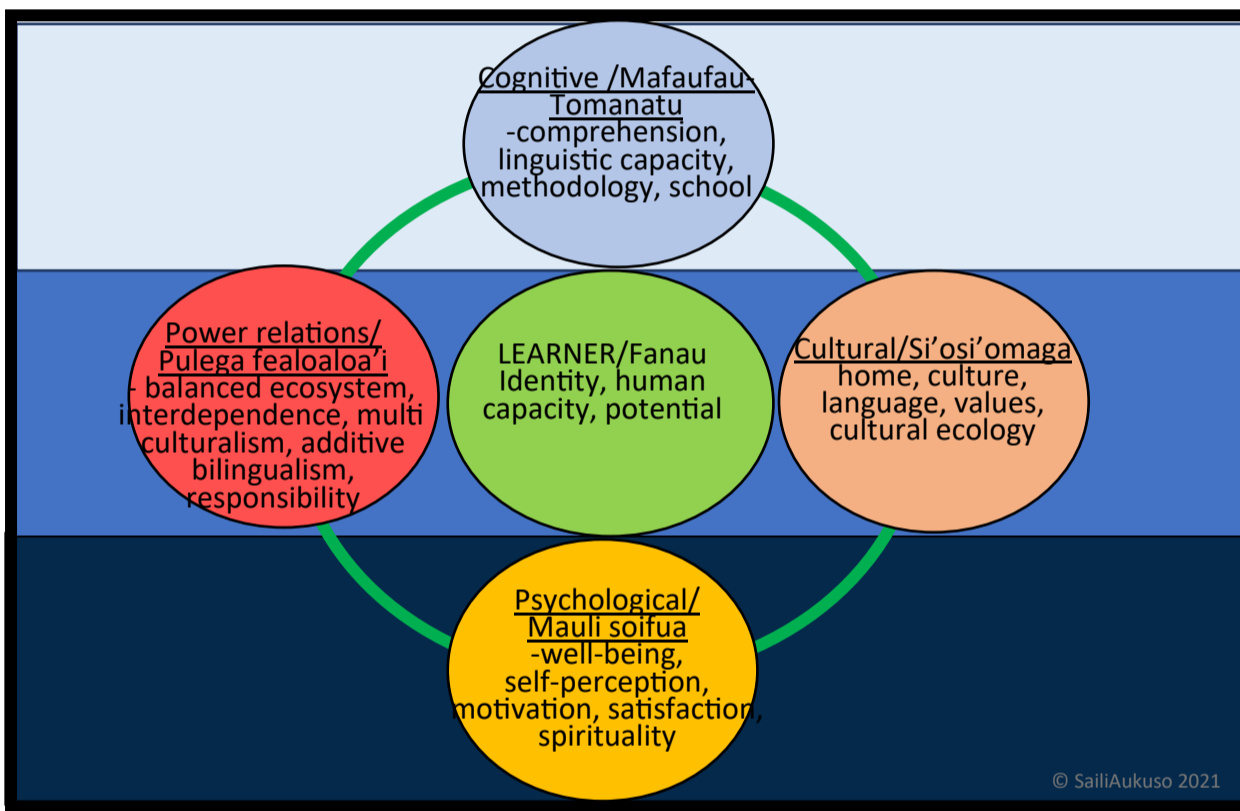 Cognitive /Mafaufau-
Tomanatu
-comprehension,
linguistic capacity,
methodology, school
Power relations/
Pulega fealoaloa’i
- balanced ecosystem,
interdependence, multi
culturalism, additive
bilingualism,
responsibility
LEARNER/Fanau
Identity, human
capacity, potential
Cultural/Si’osi’omaga
home, culture,
language, values,
cultural ecology
Psychological/
Mauli soifua
-well-being,
self-perception,
motivation, satisfaction,
spirituality
© SailiAukuso 2021